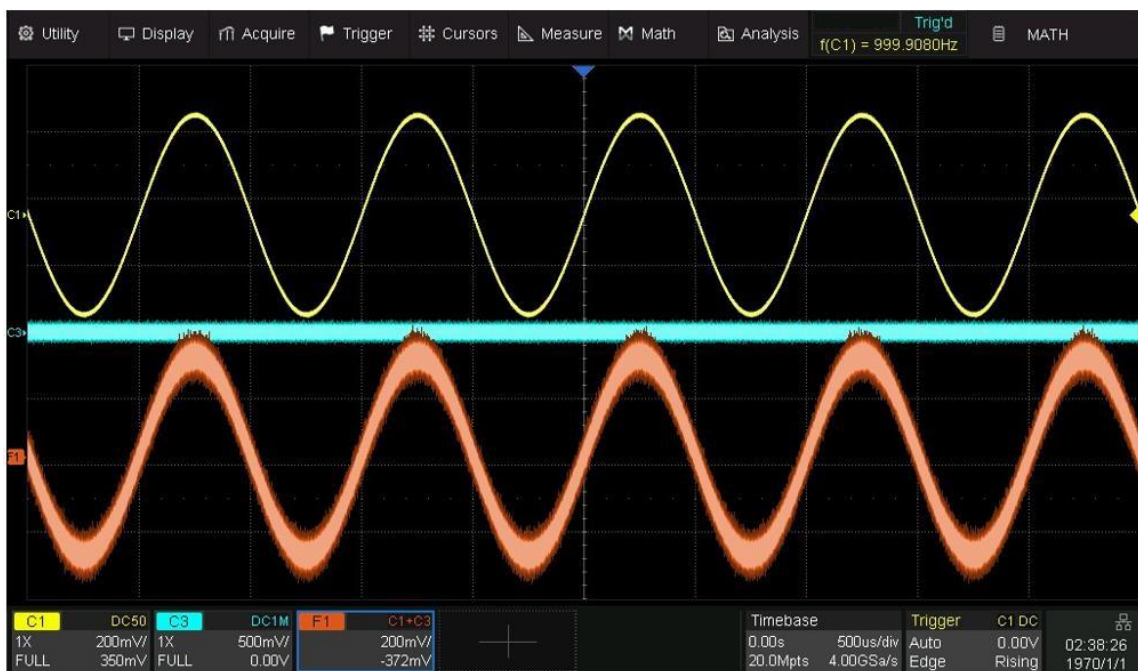 Utility Display Acquire Trigger Cursors Measure Math Analysis Trig'd MATH
f(C1) = 999.9080Hz
C1
C3
F1
C1 DC50 C3 DC1M F1 C1+C3 Timebase Trigger C1 DC
1X 200mV/ 1X 500mV/ 200mV/ 0.00s 500us/div Auto 0.00V 02:38:26
FULL 350mV FULL 0.00V -372mV 20.0Mpts 4.00GSa/s Edge Rising 1970/1/1